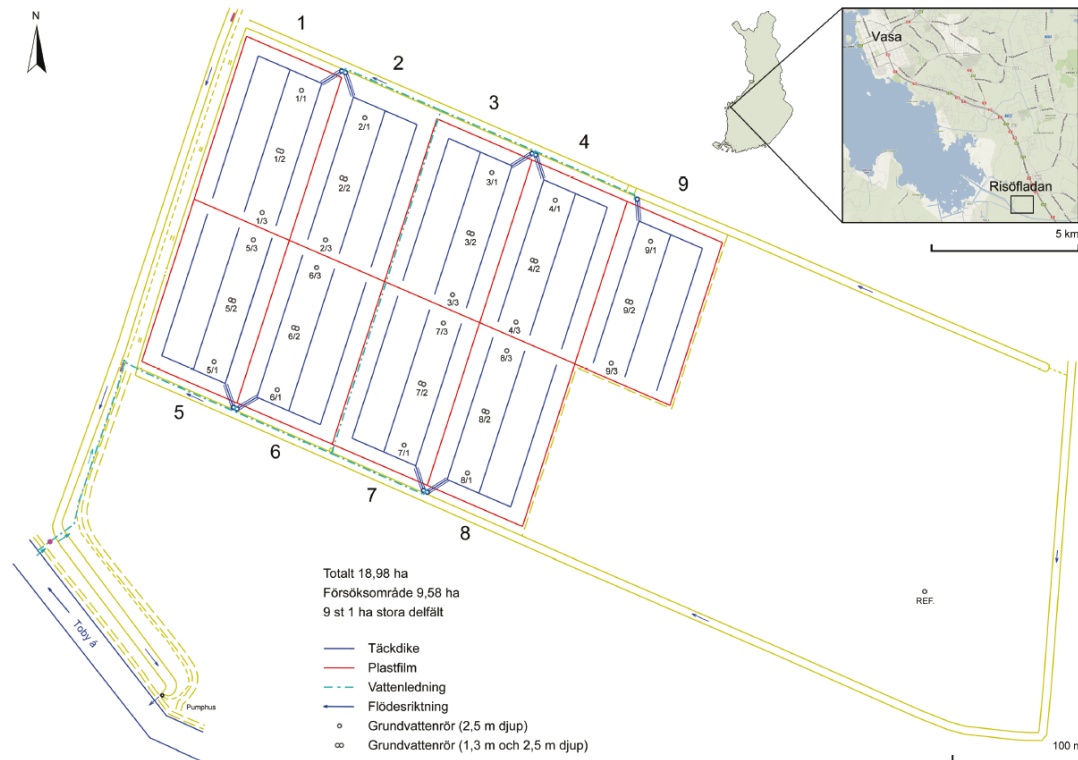 N
1
2
3
4
9
Vasa
Risöfladan
5 km
1/1
2/1
3/1
4/1
9/1
1/2
2/2
3/2
4/2
9/2
1/3
2/3
3/3
4/3
9/3
5/3
6/3
7/3
8/3
5/2
6/2
7/2
8/2
5/1
6/1
7/1
8/1
5
6
7
8
REF.
Toby å
Pumphus
Totalt 18,98 ha
Försöksområde 9,58 ha
9 st 1 ha stora delfält
Täckdike
Plastfilm
Vattenledning
Flödesriktning
Grundvattenrör (2,5 m djup)
Grundvattenrör (1,3 m och 2,5 m djup)
100 m